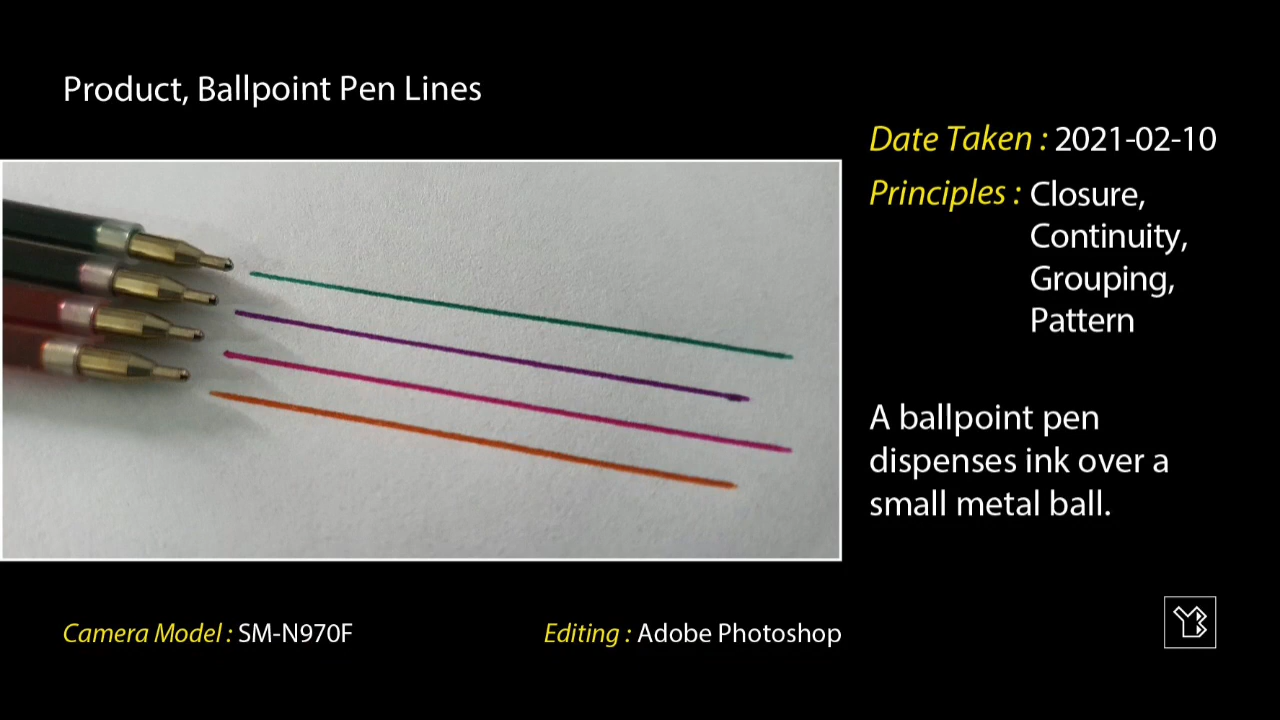 Product, Ballpoint Pen Lines
Date Taken : 2021-02-10
Principles : Closure,
Continuity,
Grouping,
Pattern
A ballpoint pen
dispenses ink over a
small metal ball.
Camera Model : SM-N970F
Editing : Adobe Photoshop